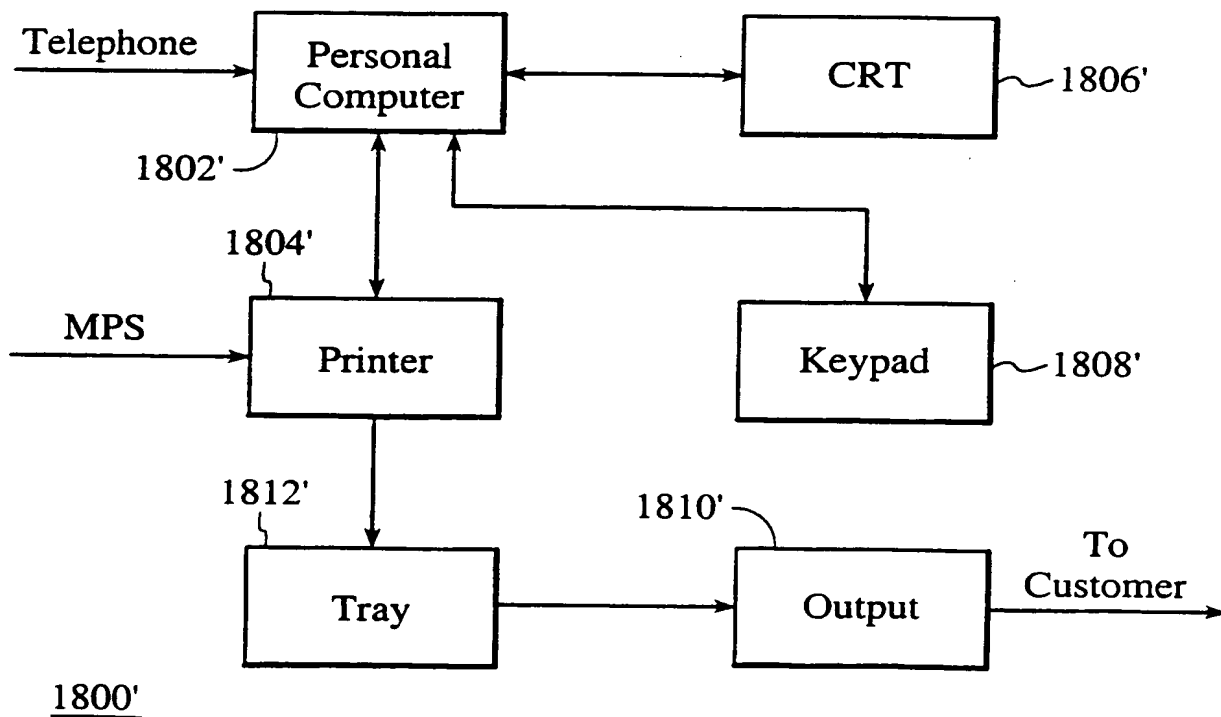 Telephone
Personal
Computer
CRT
1806'
1802'
1804'
MPS
Printer
Keypad
1808'
1812'
1810'
Tray
Output
To
Customer
1800'